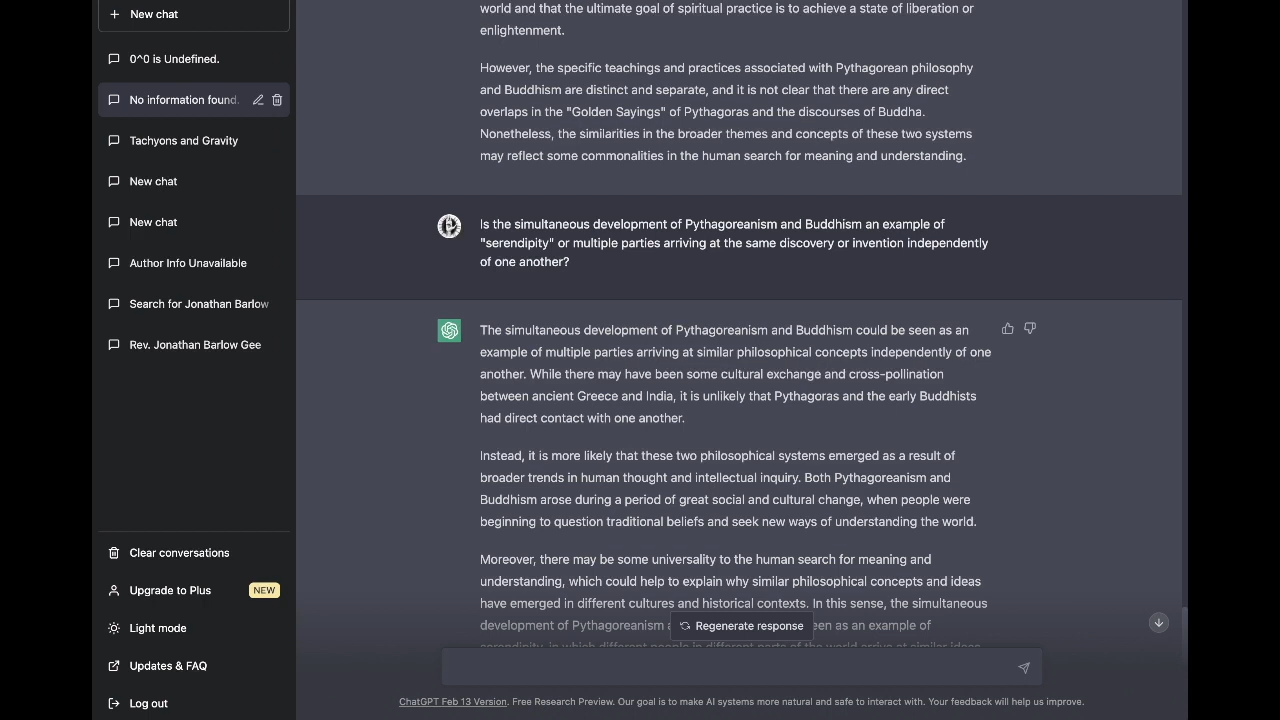 New chat
0^0 is Undefined.
No information found.
Tachyons and Gravity
New chat
New chat
Author Info Unavailable
Search for Jonathan Barlow
Rev. Jonathan Barlow Gee
Clear conversations
Upgrade to Plus NEW
Light mode
Updates & FAQ
Log out
world and that the ultimate goal of spiritual practice is to achieve a state of liberation or
enlightenment.
However, the specific teachings and practices associated with Pythagorean philosophy
and Buddhism are distinct and separate, and it is not clear that there are any direct
overlaps in the "Golden Sayings" of Pythagoras and the discourses of Buddha.
Nonetheless, the similarities in the broader themes and concepts of these two systems
may reflect some commonalities in the human search for meaning and understanding.
Is the simultaneous development of Pythagoreanism and Buddhism an example of
"serendipity" or multiple parties arriving at the same discovery or invention independently
of one another?
The simultaneous development of Pythagoreanism and Buddhism could be seen as an
example of multiple parties arriving at similar philosophical concepts independently of one
another. While there may have been some cultural exchange and cross-pollination
between ancient Greece and India, it is unlikely that Pythagoras and the early Buddhists
had direct contact with one another.
Instead, it is more likely that these two philosophical systems emerged as a result of
broader trends in human thought and intellectual inquiry. Both Pythagoreanism and
Buddhism arose during a period of great social and cultural change, when people were
beginning to question traditional beliefs and seek new ways of understanding the world.
Moreover, there may be some universality to the human search for meaning and
understanding, which could help to explain why similar philosophical concepts and ideas
have emerged in different cultures and historical contexts. In this sense, the simultaneous
development of Pythagoreanism een as an example of
serendipity, in which different people in different parts of the world arrive at similar ideas
Regenerate response
ChatGPT Feb 13 Version. Free Research Preview. Our goal is to make AI systems more natural and safe to interact with. Your feedback will help us improve.